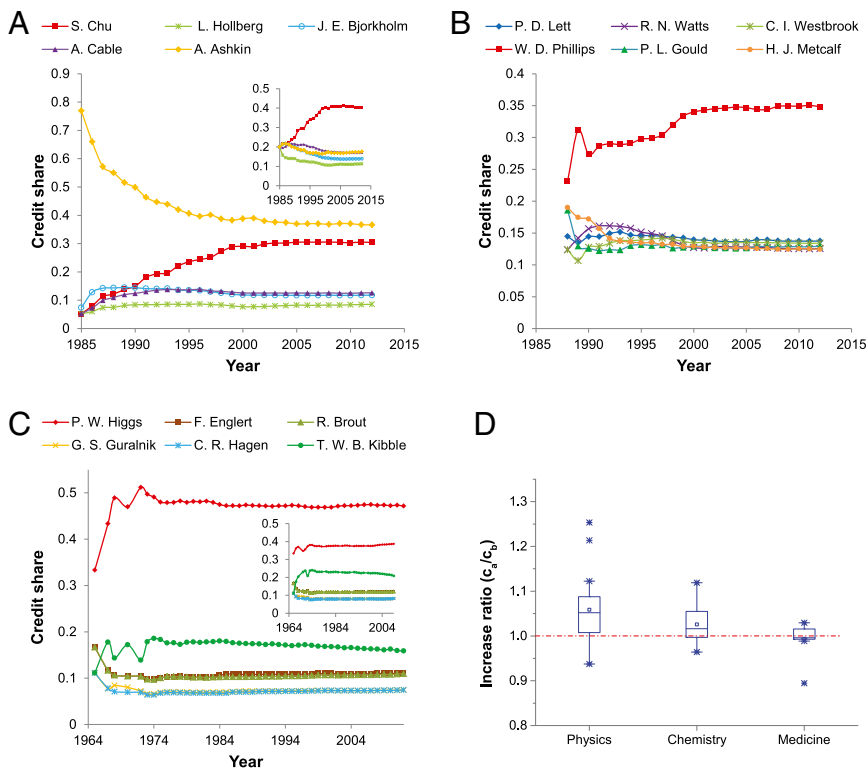 A
S. Chu
L. Hollberg
J. E. Bjorkholm
A. Cable
A. Ashkin
Credit share
0.9
0.8
0.7
0.6
0.5
0.4
0.3
0.2
0.1
0
1985 1990 1995 2000 2005 2010 2015
Year
0.5
0.4
0.3
0.2
0.1
0
1985 1995 2005 2015
B
P. D. Lett
R. N. Watts
C. I. Westbrook
W. D. Phillips
P. L. Gould
H. J. Metcalf
Credit share
0.4
0.35
0.3
0.25
0.2
0.15
0.1
0.05
0
1985 1990 1995 2000 2005 2010 2015
Year
C
P. W. Higgs
F. Englert
R. Brout
G. S. Guralnik
C. R. Hagen
T. W. B. Kibble
Credit share
0.5
0.4
0.3
0.2
0.1
0
1964 1974 1984 1994 2004
Year
0.5
0.4
0.3
0.2
0.1
0
1964 1984 2004
D
Increase ratio (ca/cb)
1.3
1.2
1.1
1.0
0.9
0.8
Physics Chemistry Medicine